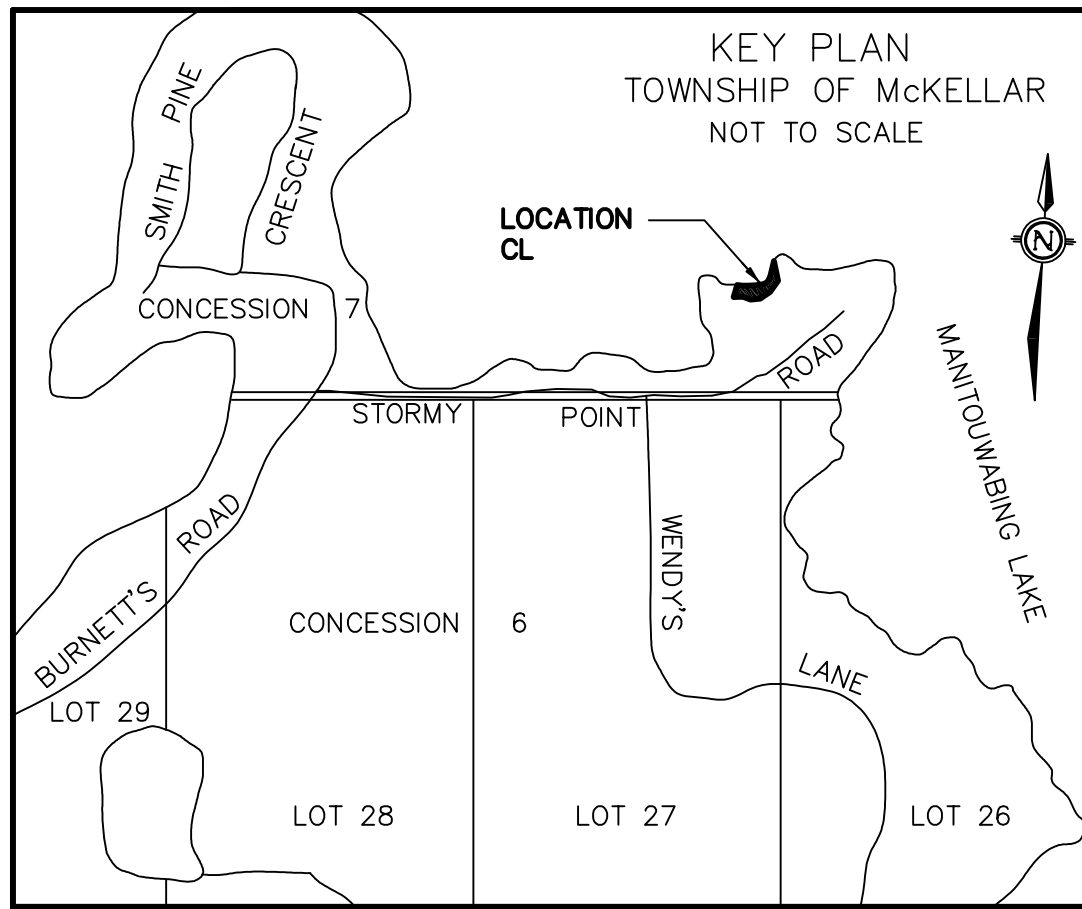 KEY PLAN
TOWNSHIP OF McKELLAR
NOT TO SCALE
SMITH PINE
CRESCENT
LOCATION
CL
N
CONCESSION 7
ROAD
MANITOUWABING LAKE
STORMY POINT
BURNETT'S ROAD
WENDY'S
CONCESSION 6
LANE
LOT 29
LOT 28
LOT 27
LOT 26